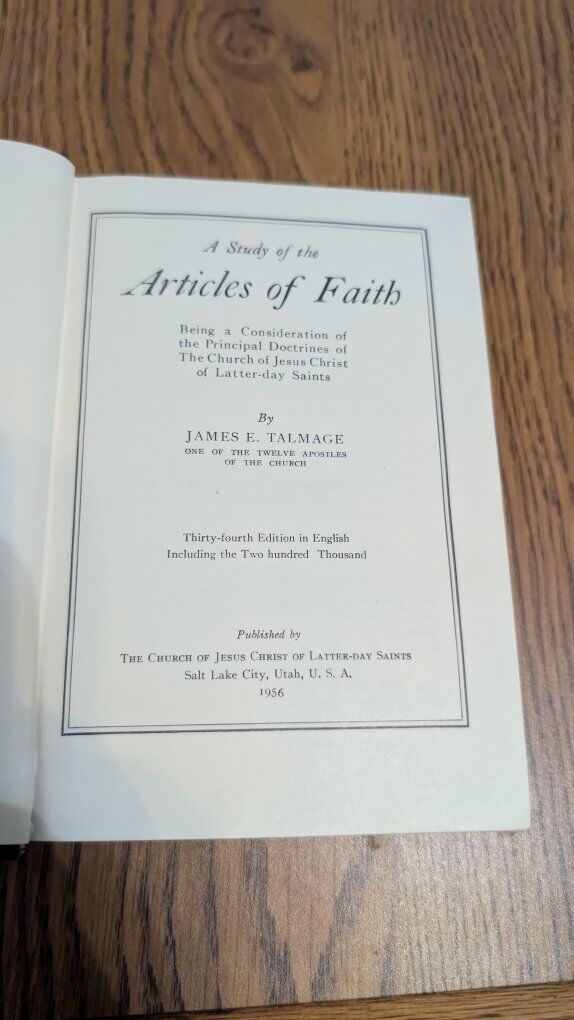 A Study of the
Articles of Faith
Being a Consideration of
the Principal Doctrines of
The Church of Jesus Christ
of Latter-day Saints
By
JAMES E. TALMAGE
ONE OF THE TWELVE APOSTLES
OF THE CHURCH
Thirty-fourth Edition in English
Including the Two hundred Thousand
Published by
THE CHURCH OF JESUS CHRIST OF LATTER-DAY SAINTS
Salt Lake City, Utah, U. S. A.
1956